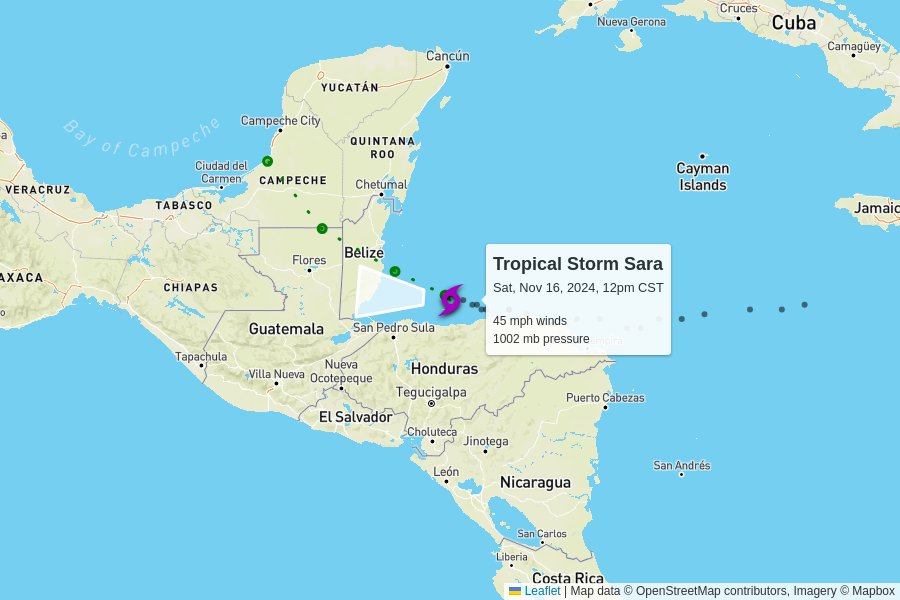 Cruces
Nueva Gerona
Cuba
Camagüey
Cancún
YUCATÁN
Campeche City
Bay of Campeche
QUINTANA
ROO
Ciudad del
Carmen
CAMPECHE
Chetumal
Cayman
Islands
VERACRUZ
TABASCO
Jamaic
Belize
Flores
AXACA
CHIAPAS
Tropical Storm Sara
Sat, Nov 16, 2024, 12pm CST
45 mph winds
1002 mb pressure
Guatemala
San Pedro Sula
Tapachula
Villa Nueva
Nueva
Ocotepeque
Honduras
Tegucigalpa
Puerto Cabezas
El Salvador
Choluteca
Jinotega
León
San Andrés
Nicaragua
San Carlos
Liberia
Costa Rica
Leaflet | Map data © OpenStreetMap contributors, Imagery © Mapbox